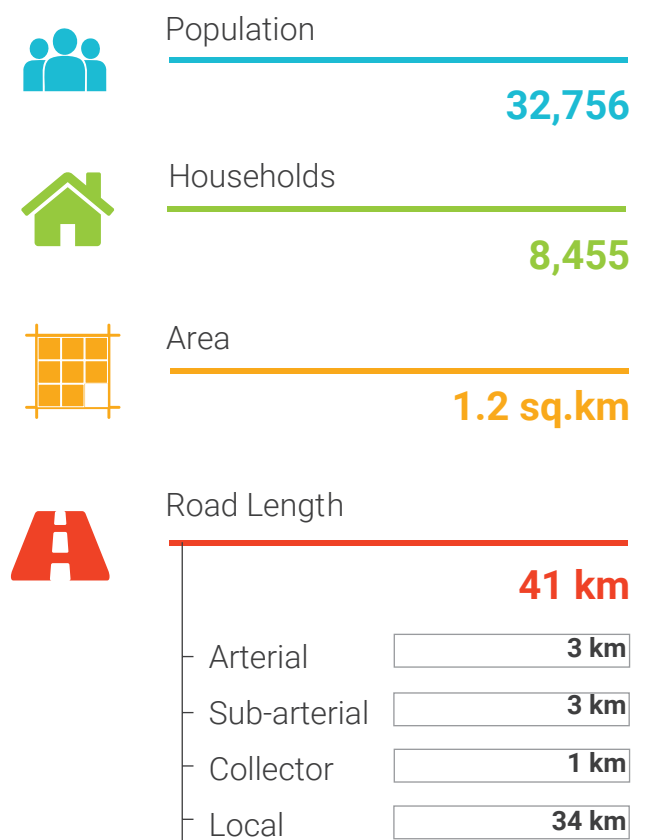 Population
32,756
Households
8,455
Area
1.2 sq.km
Road Length
41 km
Arterial 3 km
Sub-arterial 3 km
Collector 1 km
Local 34 km